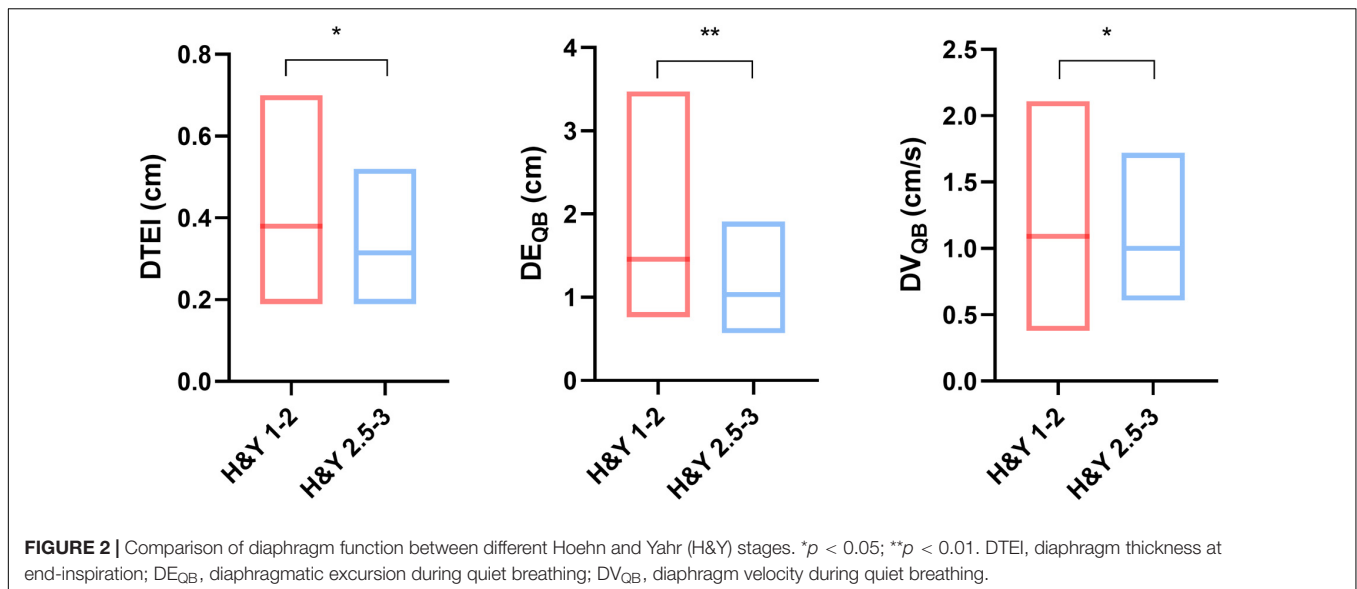 *
0.8
0.6
0.4
0.2
0.0
DTEI (cm)
H&Y 1-2
H&Y 2.5-3
**
4
3
2
1
0
DEQB (cm)
H&Y 1-2
H&Y 2.5-3
*
2.5
2.0
1.5
1.0
0.5
0.0
DVQB (cm/s)
H&Y 1-2
H&Y 2.5-3
FIGURE 2 | Comparison of diaphragm function between different Hoehn and Yahr (H&Y) stages. *p < 0.05; **p < 0.01. DTEI, diaphragm thickness at
end-inspiration; DEQB, diaphragmatic excursion during quiet breathing; DVQB, diaphragm velocity during quiet breathing.